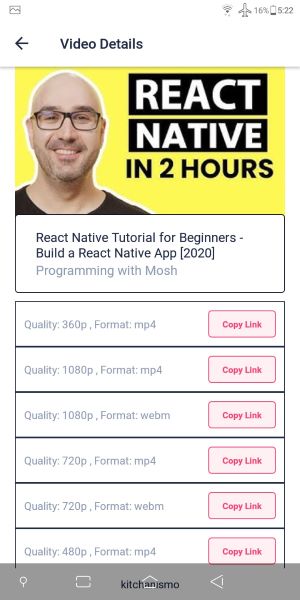 16% 5:22
Video Details
REACT
NATIVE
IN 2 HOURS
React Native Tutorial for Beginners -
Build a React Native App [2020]
Programming with Mosh
Quality: 360p , Format: mp4 Copy Link
Quality: 1080p , Format: mp4 Copy Link
Quality: 1080p , Format: webm Copy Link
Quality: 720p , Format: mp4 Copy Link
Quality: 720p , Format: webm Copy Link
Quality: 480p , Format: mp4 Copy Link
kitchanismo